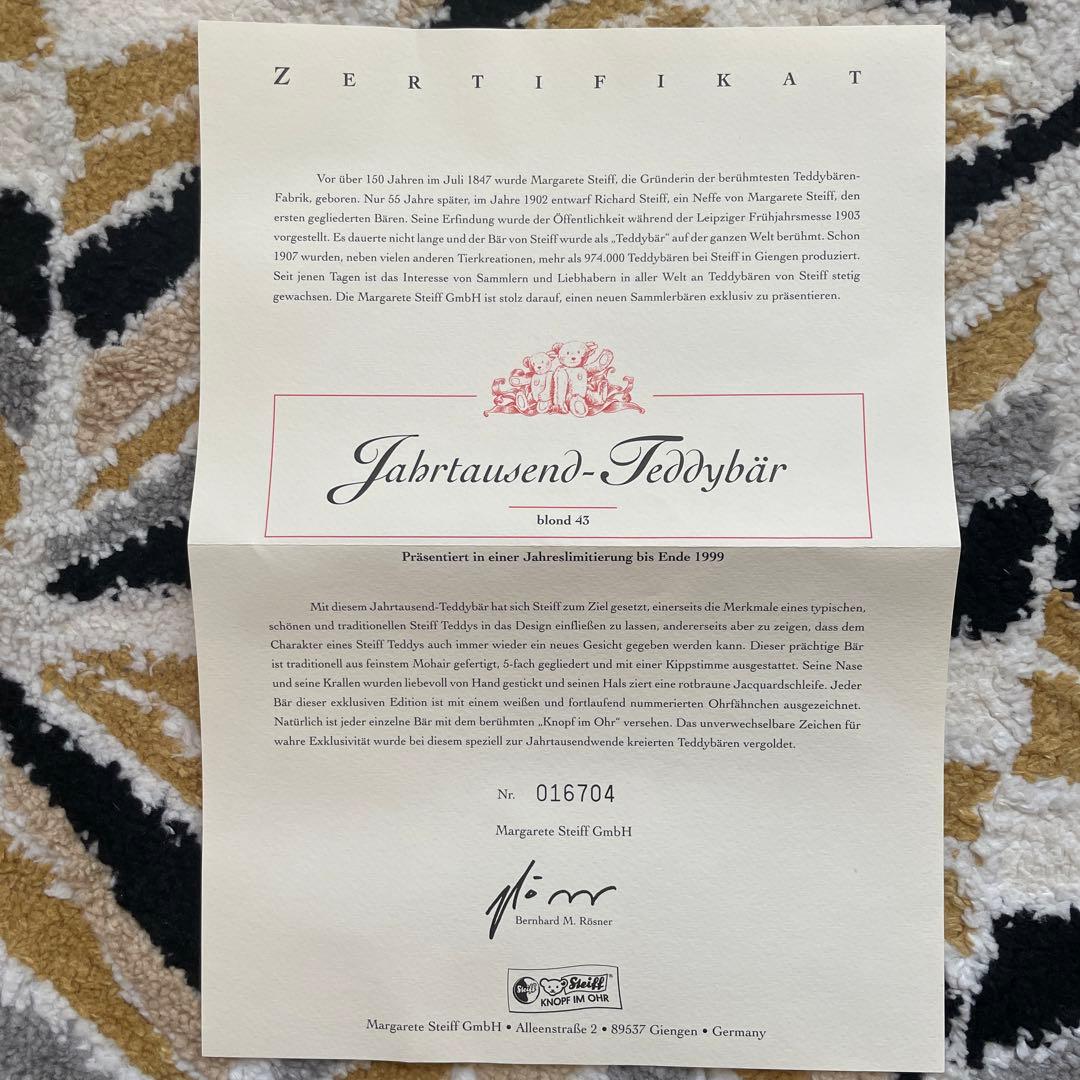 ZERTIFIKAT
Vor über 150 Jahren im Juli 1847 wurde Margarete Steiff, die Gründerin der berühmtesten Teddybären-
Fabrik, geboren. Nur 55 Jahre später, im Jahre 1902 entwarf Richard Steiff, ein Neffe von Margarete Steiff, den
ersten gegliederten Bären. Seine Erfindung wurde der Öffentlichkeit während der Leipziger Frühjahrsmesse 1903
vorgestellt. Es dauerte nicht lange und der Bär von Steiff wurde als „Teddybär“ auf der ganzen Welt berühmt. Schon
1907 wurden, neben vielen anderen Tierkreationen, mehr als 974.000 Teddybären bei Steiff in Giengen produziert.
Seit jenen Tagen ist das Interesse von Sammlern und Liebhabern in aller Welt an Teddybären von Steiff stetig
gewachsen. Die Margarete Steiff GmbH ist stolz darauf, einen neuen Sammlerbären exklusiv zu präsentieren.
Jahrtausend-Teddybär
blond 43
Präsentiert in einer Jahreslimitierung bis Ende 1999
Mit diesem Jahrtausend-Teddybär hat sich Steiff zum Ziel gesetzt, einerseits die Merkmale eines typischen,
schönen und traditionellen Steiff Teddys in das Design einfließen zu lassen, andererseits aber zu zeigen, dass dem
Charakter eines Steiff Teddys auch immer wieder ein neues Gesicht gegeben werden kann. Dieser prächtige Bär
ist traditionell aus feinstem Mohair gefertigt, 5-fach gegliedert und mit einer Kippstimme ausgestattet. Seine Nase
und seine Krallen wurden liebevoll von Hand gestickt und seinen Hals ziert eine rotbraune Jacquardschleife. Jeder
Bär dieser exklusiven Edition ist mit einem weißen und fortlaufend nummerierten Ohrfähnchen ausgezeichnet.
Natürlich ist jeder einzelne Bär mit dem berühmten „Knopf im Ohr“ versehen. Das unverwechselbare Zeichen für
wahre Exklusivität wurde bei diesem speziell zur Jahrtausendwende kreierten Teddybären vergoldet.
Nr. 016704
Margarete Steiff GmbH
Bernhard M. Rösner
Steiff Steiff®
KNOPF IM OHR
Margarete Steiff GmbH • Alleenstraße 2 • 89537 Giengen • Germany